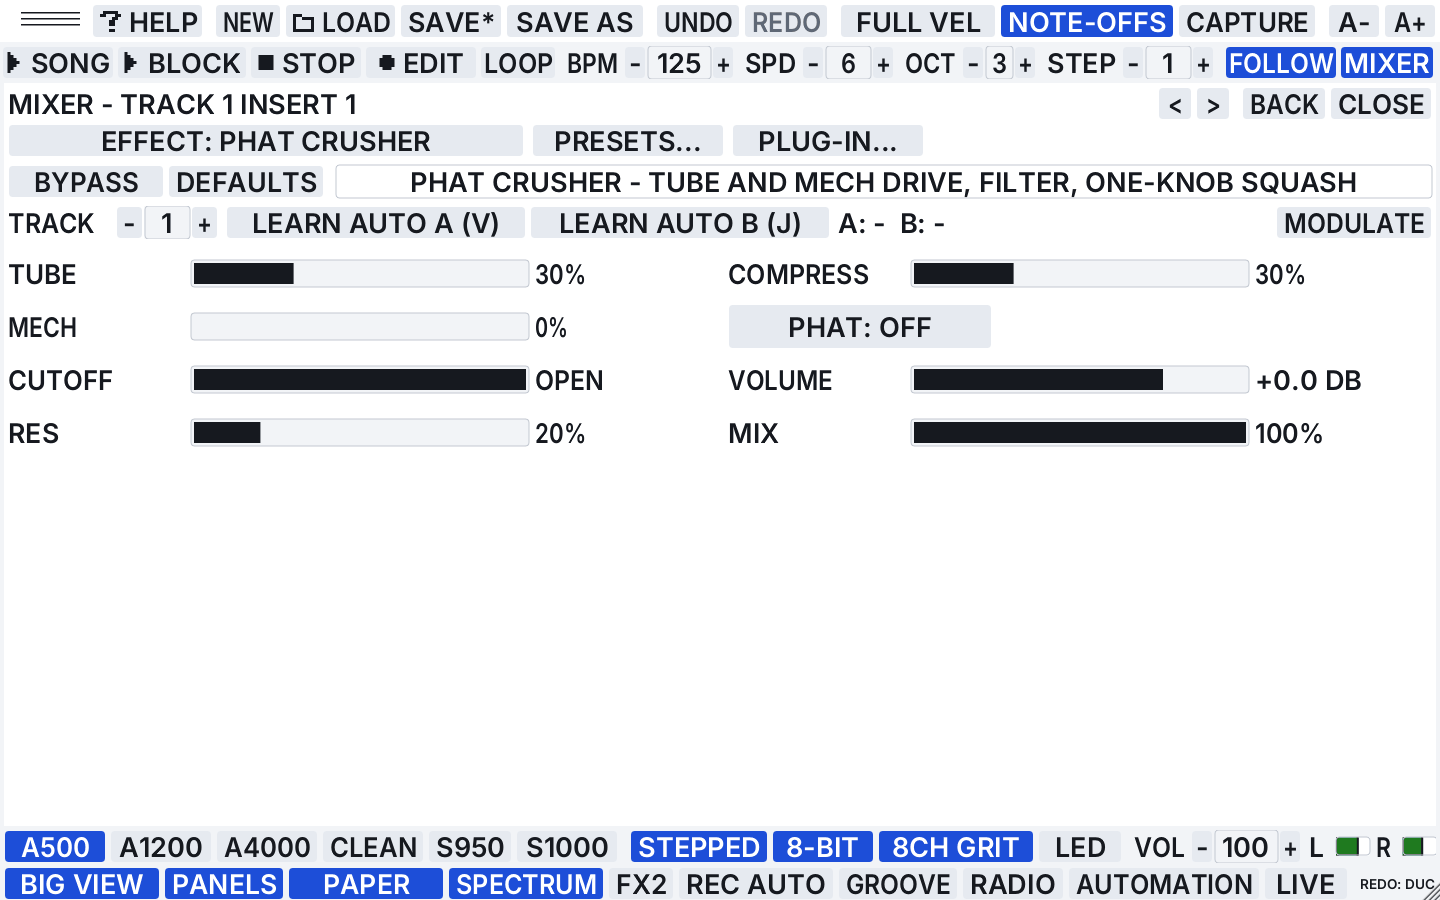 HELP NEW LOAD SAVE* SAVE AS UNDO REDO FULL VEL NOTE-OFFS CAPTURE A- A+
SONG BLOCK STOP EDIT LOOP BPM - 125 + SPD - 6 + OCT - 3 + STEP - 1 + FOLLOW MIXER
MIXER - TRACK 1 INSERT 1 < > BACK CLOSE
EFFECT: PHAT CRUSHER PRESETS... PLUG-IN...
BYPASS DEFAULTS PHAT CRUSHER - TUBE AND MECH DRIVE, FILTER, ONE-KNOB SQUASH
TRACK - 1 + LEARN AUTO A (V) LEARN AUTO B (J) A: - B: - MODULATE
TUBE 30% COMPRESS 30%
MECH 0% PHAT: OFF
CUTOFF OPEN VOLUME +0.0 DB
RES 20% MIX 100%
A500 A1200 A4000 CLEAN S950 S1000 STEPPED 8-BIT 8CH GRIT LED VOL - 100 + L R
BIG VIEW PANELS PAPER SPECTRUM FX2 REC AUTO GROOVE RADIO AUTOMATION LIVE REDO: DUC